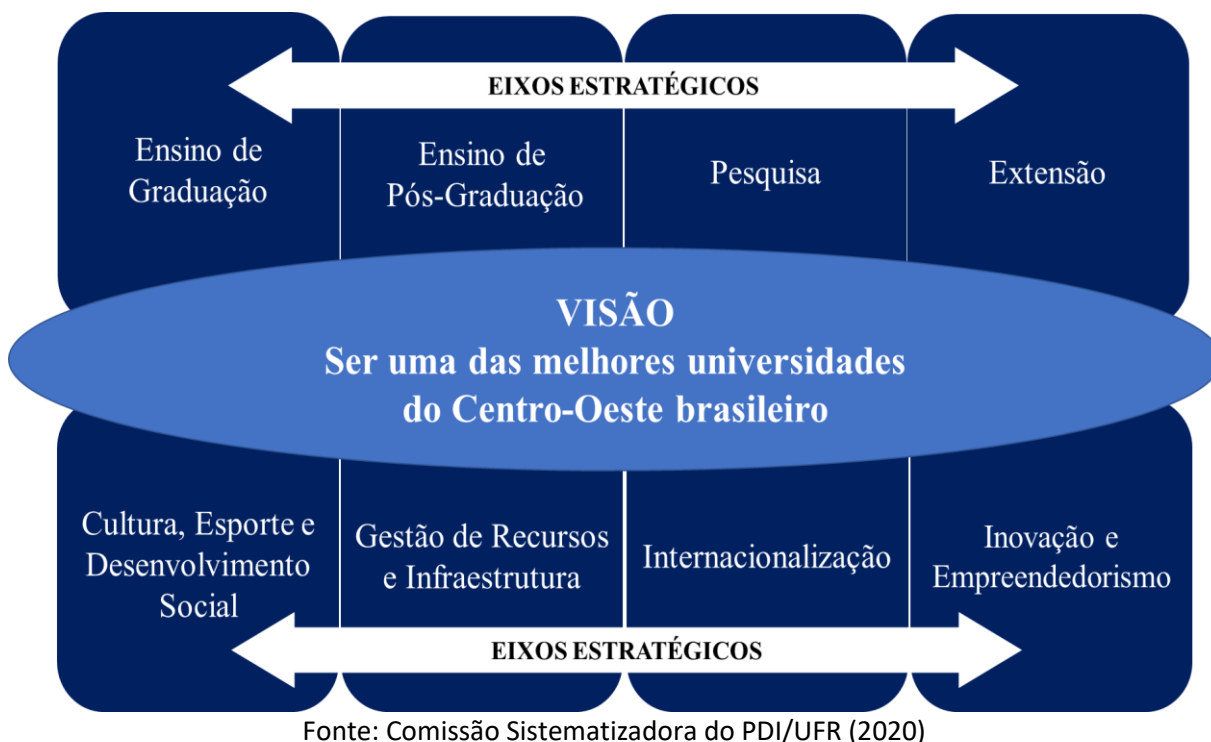 EIXOS ESTRATÉGICOS
Ensino de
Graduação
Ensino de
Pós-Graduação
Pesquisa
Extensão
VISÃO
Ser uma das melhores universidades
do Centro-Oeste brasileiro
Cultura, Esporte e
Desenvolvimento
Social
Gestão de Recursos
e Infraestrutura
Internacionalização
Inovação e
Empreendedorismo
EIXOS ESTRATÉGICOS
Fonte: Comissão Sistematizadora do PDI/UFR (2020)